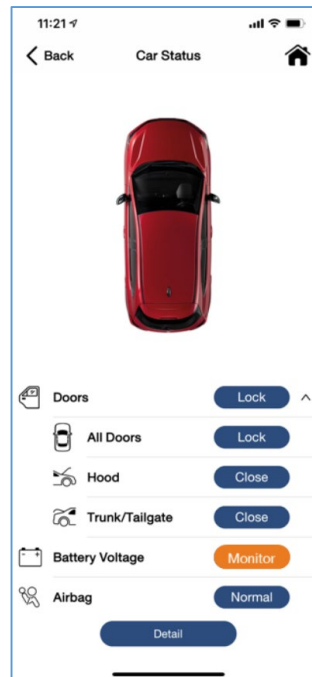 11:21
Back Car Status
Doors Lock
All Doors Lock
Hood Close
Trunk/Tailgate Close
Battery Voltage Monitor
Airbag Normal
Detail